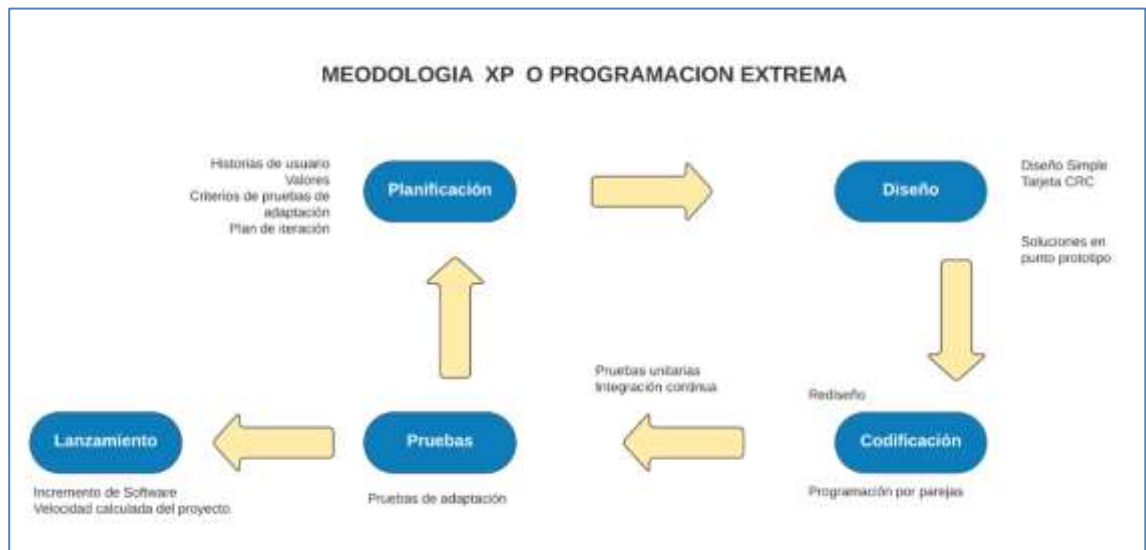 MEODOLOGIA XP O PROGRAMACION EXTREMA
Historias de usuario
Valores
Criterios de pruebas de
adaptación
Plan de iteración
Planificación
Diseño
Diseño Simple
Tarjeta CRC
Soluciones en
punto prototipo
Pruebas unitarias
Integración continua
Rediseño
Lanzamiento
Pruebas
Codificación
Incremento de Software
Velocidad calculada del proyecto
Pruebas de adaptación
Programación por parejas